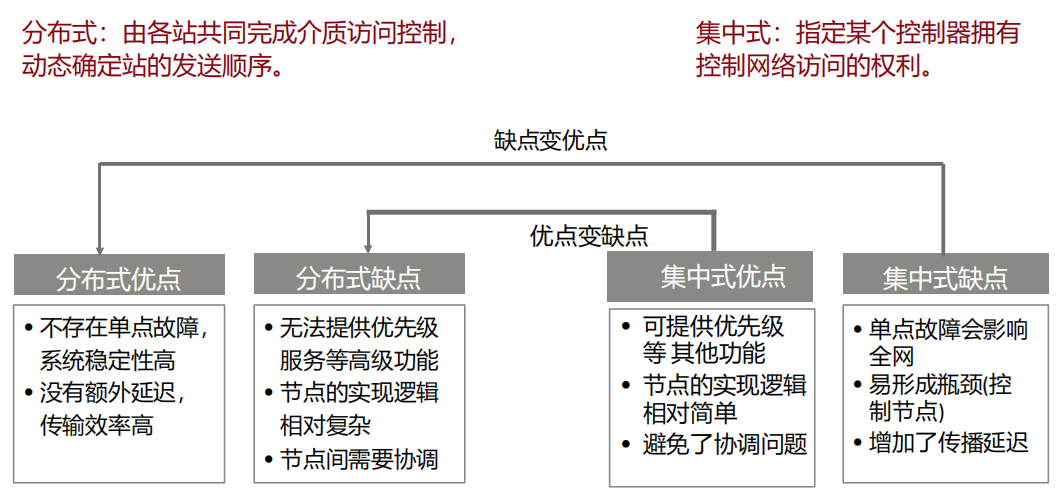 分布式：由各站共同完成介质访问控制，
动态确定站的发送顺序。
集中式：指定某个控制器拥有
控制网络访问的权利。
缺点变优点
优点变缺点
分布式优点
• 不存在单点故障，
系统稳定性高
• 没有额外延迟，
传输效率高
分布式缺点
• 无法提供优先级
服务等高级功能
• 节点的实现逻辑
相对复杂
• 节点间需要协调
集中式优点
• 可提供优先级
等 其他功能
• 节点的实现逻辑
相对简单
• 避免了协调问题
集中式缺点
• 单点故障会影响
全网
• 易形成瓶颈(控
制节点)
• 增加了传播延迟